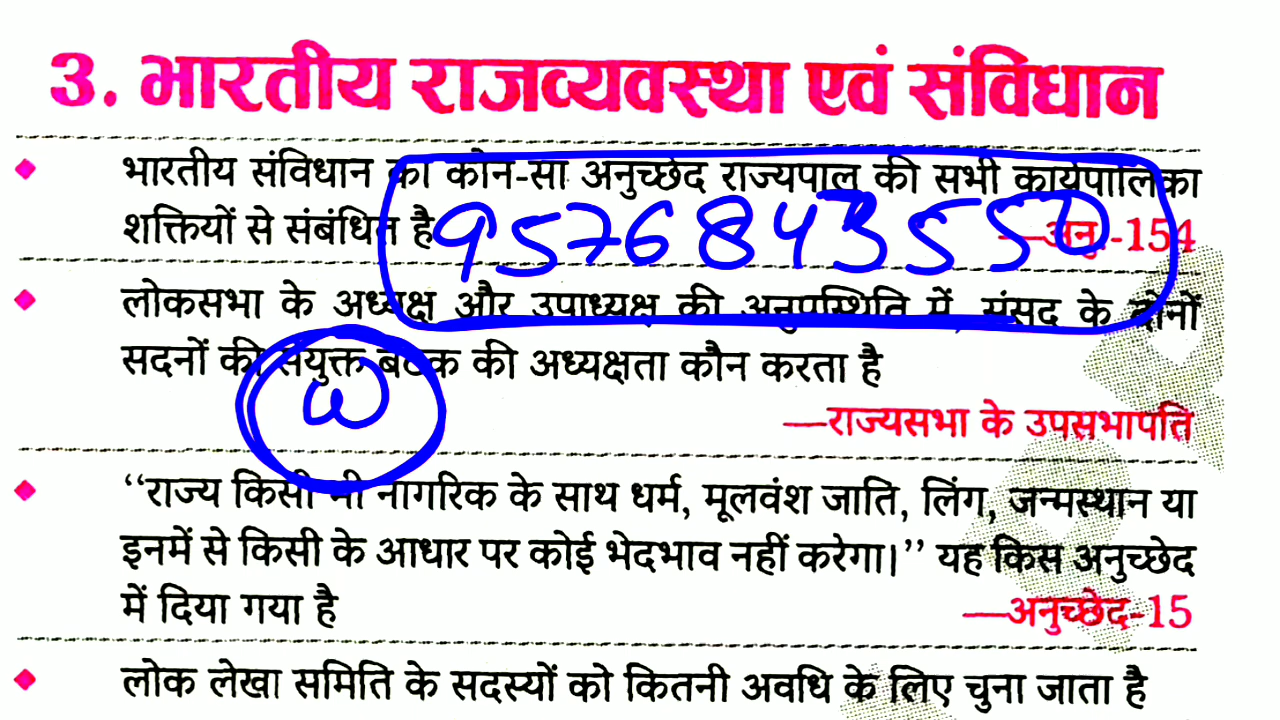 3. भारतीय राजव्यवस्था एवं संविधान
भारतीय संविधान का कौन-सा अनुच्छेद राज्यपाल की सभी कार्यपालिका
शक्तियों से संबंधित है —अनु.-154
9576843550
लोकसभा के अध्यक्ष और उपाध्यक्ष की अनुपस्थिति में, संसद के दोनों
सदनों की संयुक्त बैठक की अध्यक्षता कौन करता है
W
—राज्यसभा के उपसभापति
‘‘राज्य किसी भी नागरिक के साथ धर्म, मूलवंश जाति, लिंग, जन्मस्थान या
इनमें से किसी के आधार पर कोई भेदभाव नहीं करेगा।’’ यह किस अनुच्छेद
में दिया गया है —अनुच्छेद-15
लोक लेखा समिति के सदस्यों को कितनी अवधि के लिए चुना जाता है